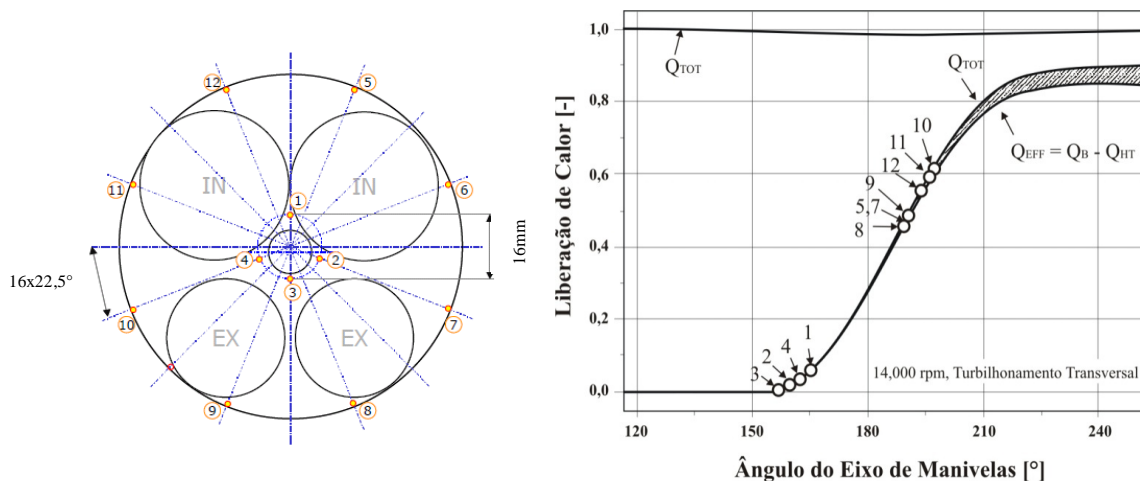 12
5
IN
IN
11
6
1
16mm
4
2
3
16x22,5°
10
7
EX
EX
9
8
Liberação de Calor [-]
1,0
0,8
0,6
0,4
0,2
0,0
QTOT
QTOT
QEFF = QB - QHT
10
11
12
9
5,7
8
1
4
2
3
14,000 rpm, Turbilhonamento Transversal
120
150
180
210
240
Ângulo do Eixo de Manivelas [°]